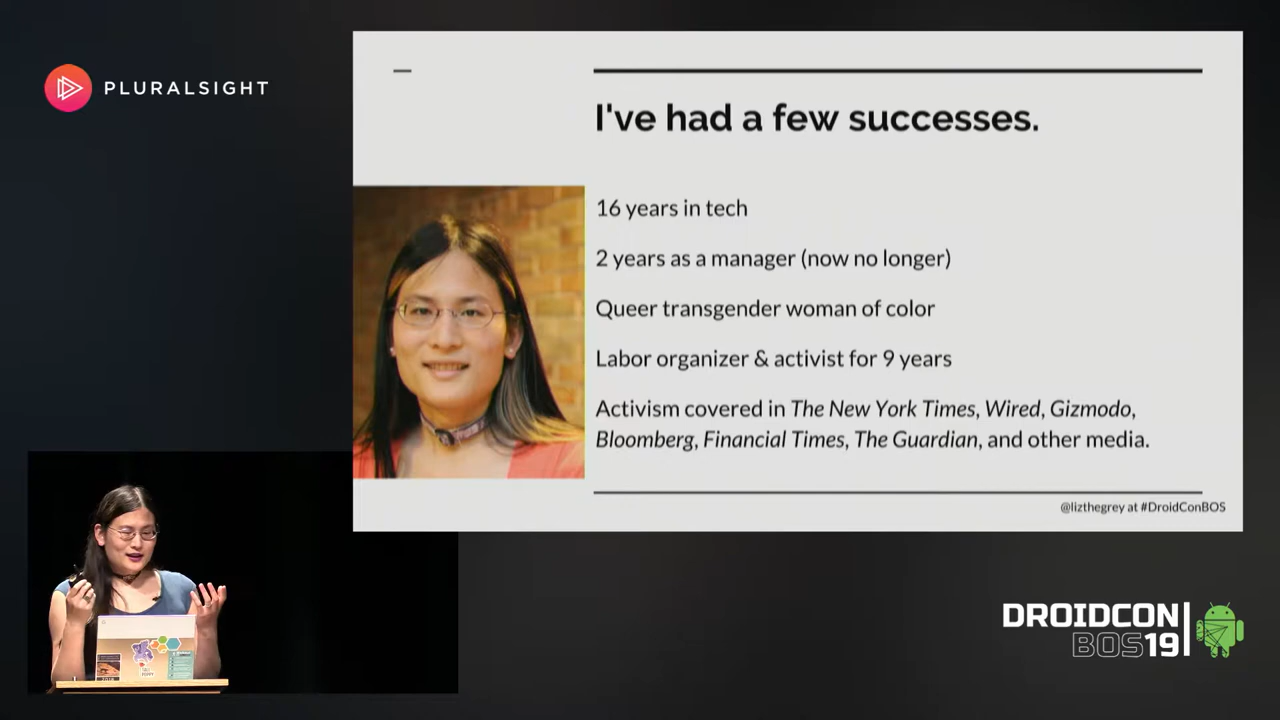 PLURALSIGHT
I've had a few successes.
16 years in tech
2 years as a manager (now no longer)
Queer transgender woman of color
Labor organizer & activist for 9 years
Activism covered in The New York Times, Wired, Gizmodo,
Bloomberg, Financial Times, The Guardian, and other media.
@lizthegrey at #DroidConBOS
DROIDCON
BOS19